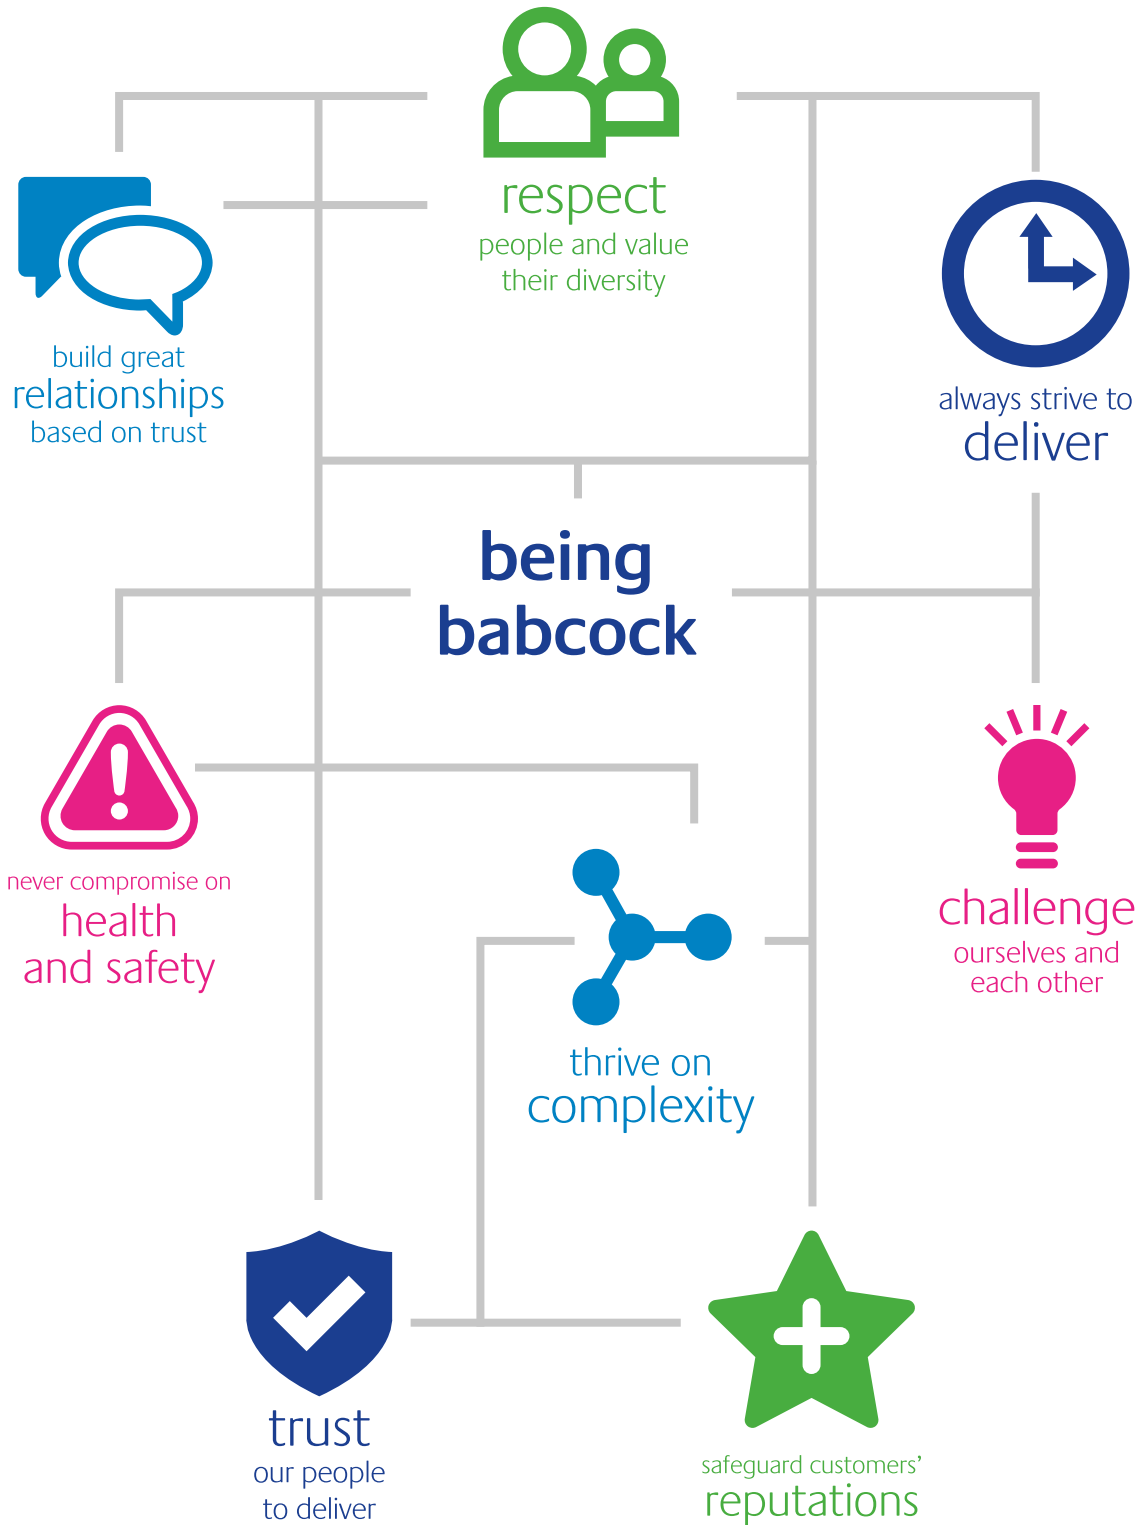 respect
people and value
their diversity
build great
relationships
based on trust
always strive to
deliver
being
babcock
never compromise on
health
and safety
challenge
ourselves and
each other
thrive on
complexity
trust
our people
to deliver
safeguard customers’
reputations